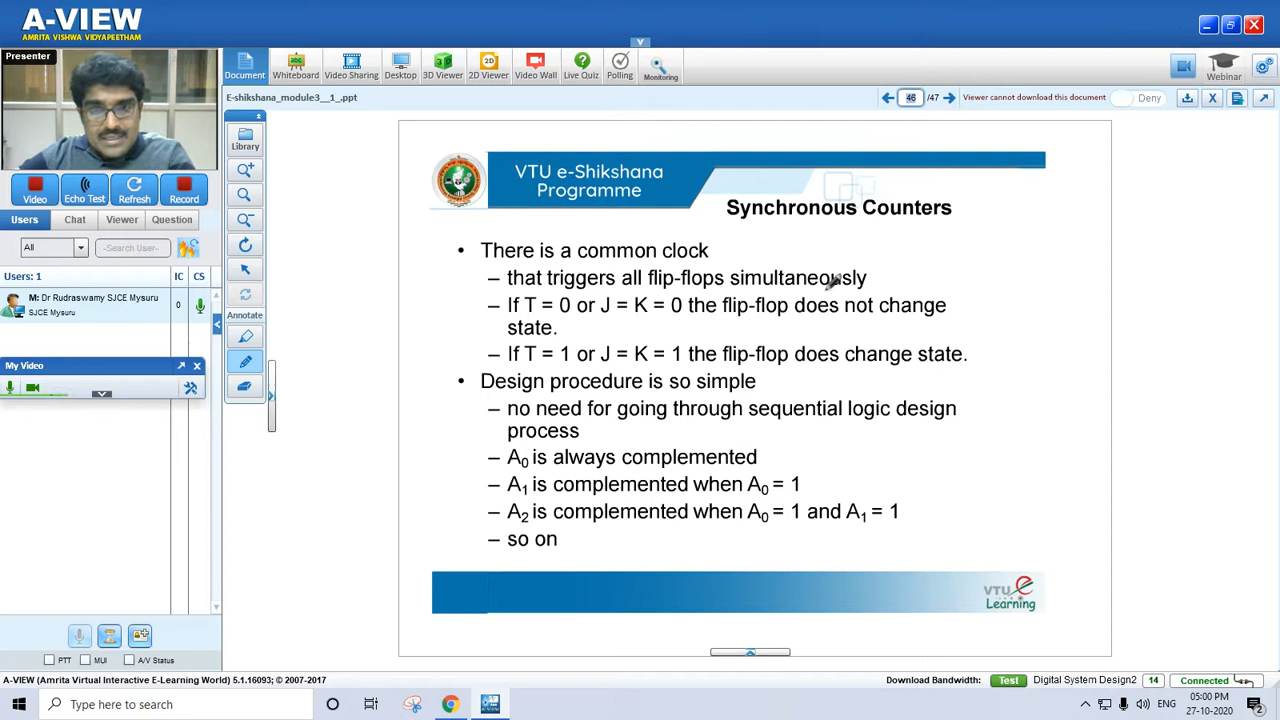 A-VIEW
AMRITA VISHWA VIDYAPEETHAM
Presenter
Document
Whiteboard
Video Sharing
Desktop
3D Viewer
2D Viewer
Video Wall
Live Quiz
Polling
Monitoring
Webinar
E-shikshana_module3__1_.ppt
46 /47
Viewer cannot download this document
Deny
Video
Echo Test
Refresh
Record
Users
Chat
Viewer
Question
All
-Search User-
Users: 1
IC
CS
M: Dr Rudraswamy SJCE Mysuru
SJCE Mysuru
0
My Video
Library
Annotate
VTU e-Shikshana
Programme
Synchronous Counters
• There is a common clock
– that triggers all flip-flops simultaneously
– If T = 0 or J = K = 0 the flip-flop does not change
state.
– If T = 1 or J = K = 1 the flip-flop does change state.
• Design procedure is so simple
– no need for going through sequential logic design
process
– A0 is always complemented
– A1 is complemented when A0 = 1
– A2 is complemented when A0 = 1 and A1 = 1
– so on
VTU e
Learning
PTT
MUI
A/V Status
A-VIEW (Amrita Virtual Interactive E-Learning World) 5.1.16093; © 2007-2017
Download Bandwidth:
Test
Digital System Design2
14
Connected
Type here to search
ENG
05:00 PM
27-10-2020
2